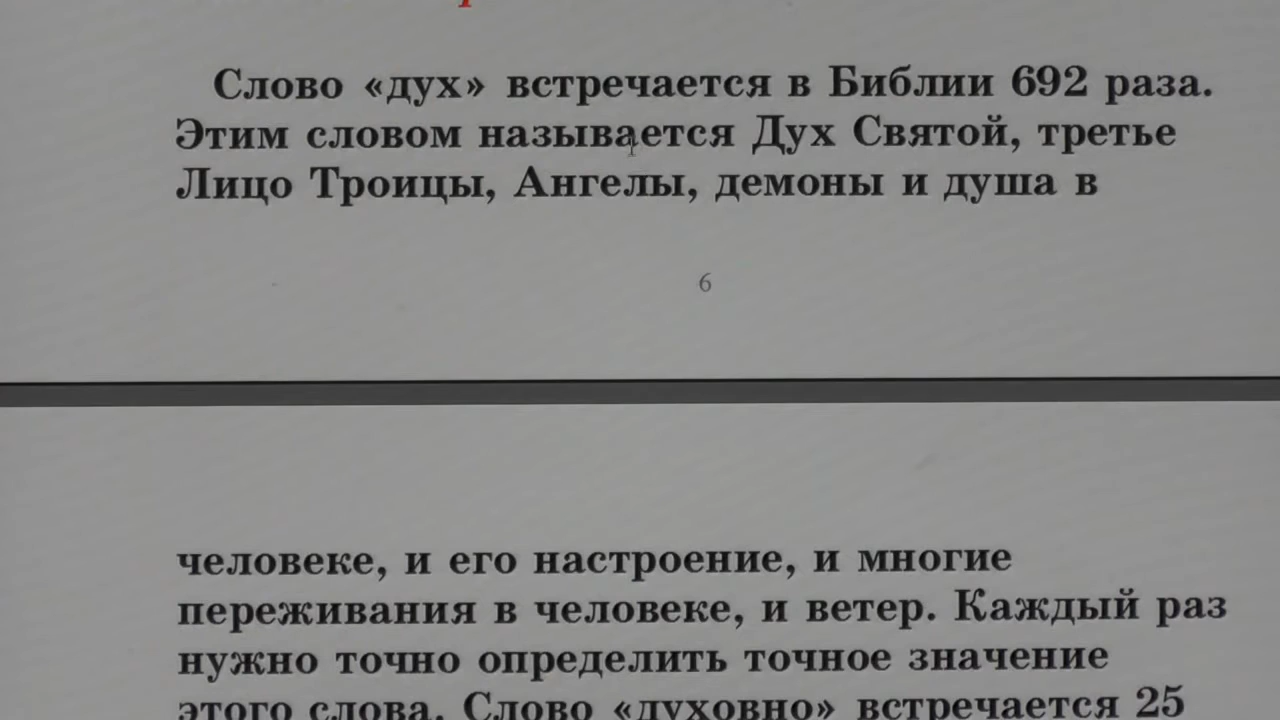 Слово «дух» встречается в Библии 692 раза.
Этим словом называется Дух Святой, третье
Лицо Троицы, Ангелы, демоны и душа в
6
человеке, и его настроение, и многие
переживания в человеке, и ветер. Каждый раз
нужно точно определить точное значение
этого слова. Слово «духовно» встречается 25